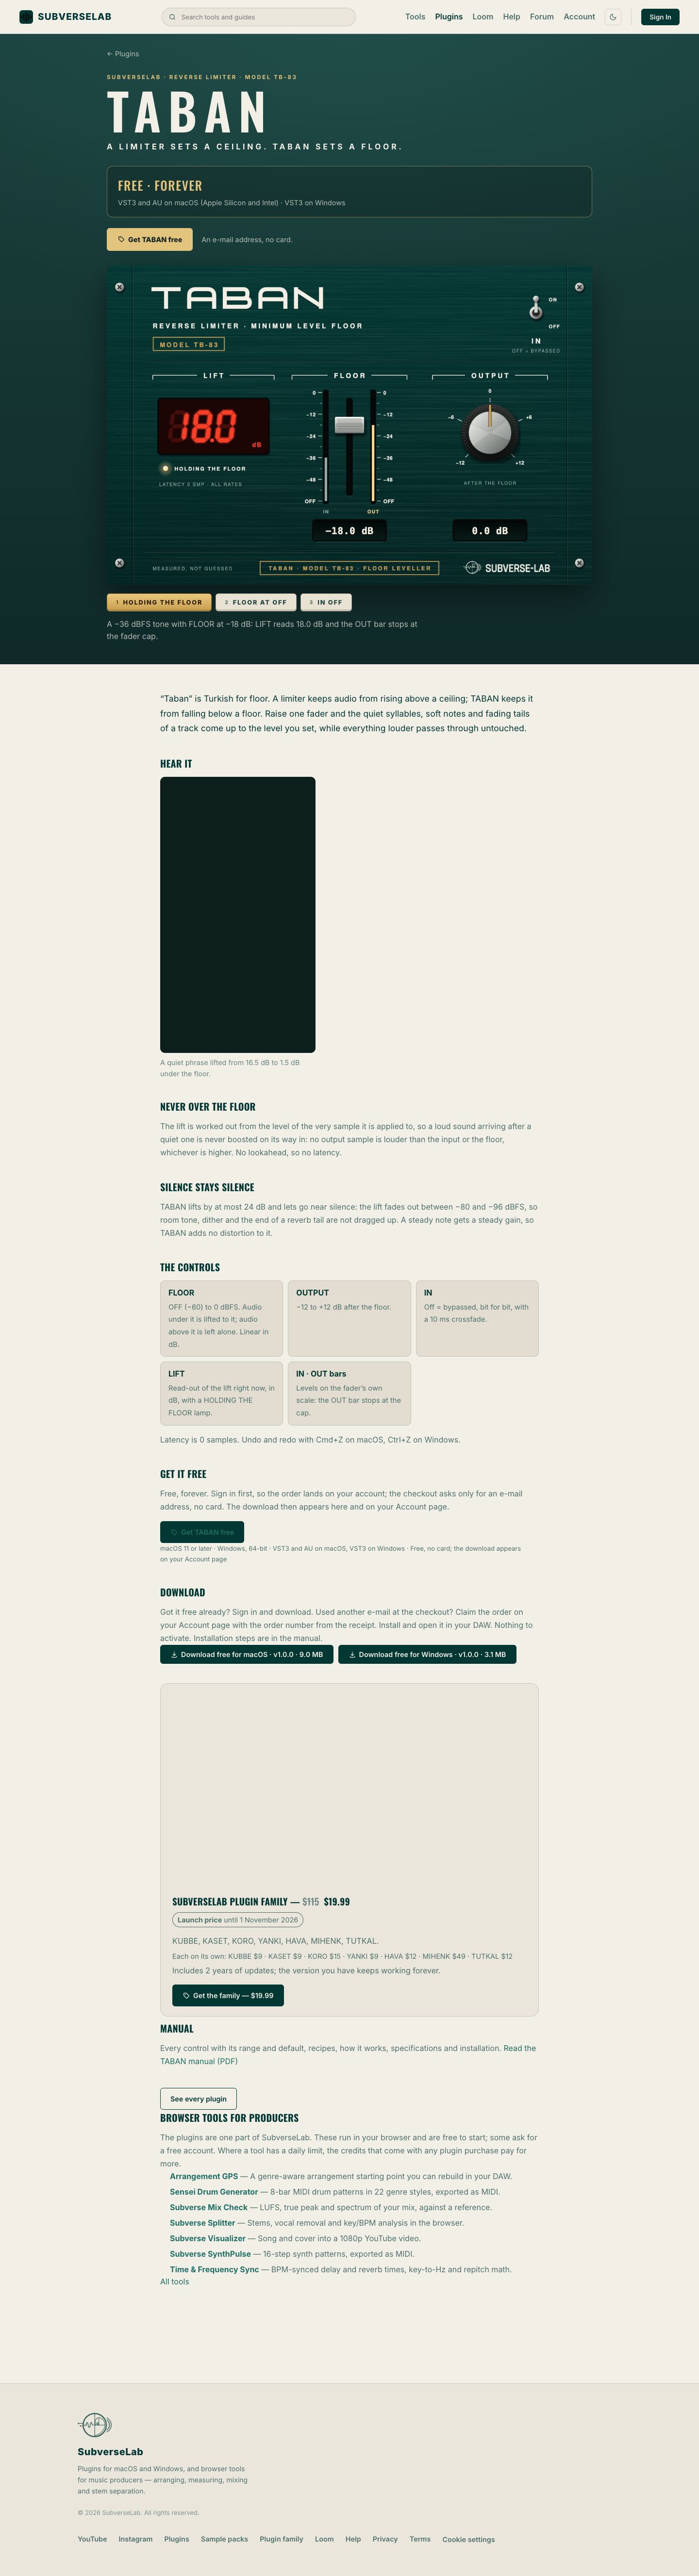 SUBVERSELAB
Search tools and guides
Tools Plugins Loom Help Forum Account
Sign In
← Plugins
SUBVERSELAB · REVERSE LIMITER · MODEL TB-83
TABAN
A LIMITER SETS A CEILING. TABAN SETS A FLOOR.
FREE · FOREVER
VST3 and AU on macOS (Apple Silicon and Intel) · VST3 on Windows
Get TABAN free
An e-mail address, no card.
TABAN
REVERSE LIMITER · MINIMUM LEVEL FLOOR
MODEL TB-83
ON
OFF
IN
OFF = BYPASSED
LIFT
FLOOR
OUTPUT
18.0
dB
HOLDING THE FLOOR
LATENCY 0 SMP · ALL RATES
0 0
−12 −12
−24 −24
−36 −36
−48 −48
OFF OFF
IN OUT
−18.0 dB
0
−6 +6
−12 +12
AFTER THE FLOOR
0.0 dB
MEASURED, NOT GUESSED
TABAN · MODEL TB-83 · FLOOR LEVELLER
SUBVERSE-LAB
1 HOLDING THE FLOOR
2 FLOOR AT OFF
3 IN OFF
A −36 dBFS tone with FLOOR at −18 dB: LIFT reads 18.0 dB and the OUT bar stops at
the fader cap.
“Taban” is Turkish for floor. A limiter keeps audio from rising above a ceiling; TABAN keeps it
from falling below a floor. Raise one fader and the quiet syllables, soft notes and fading tails
of a track come up to the level you set, while everything louder passes through untouched.
HEAR IT
A quiet phrase lifted from 16.5 dB to 1.5 dB
under the floor.
NEVER OVER THE FLOOR
The lift is worked out from the level of the very sample it is applied to, so a loud sound arriving after a
quiet one is never boosted on its way in: no output sample is louder than the input or the floor,
whichever is higher. No lookahead, so no latency.
SILENCE STAYS SILENCE
TABAN lifts by at most 24 dB and lets go near silence: the lift fades out between −80 and −96 dBFS, so
room tone, dither and the end of a reverb tail are not dragged up. A steady note gets a steady gain, so
TABAN adds no distortion to it.
THE CONTROLS
FLOOR
OFF (−60) to 0 dBFS. Audio
under it is lifted to it; audio
above it is left alone. Linear in
dB.
OUTPUT
−12 to +12 dB after the floor.
IN
Off = bypassed, bit for bit, with
a 10 ms crossfade.
LIFT
Read-out of the lift right now, in
dB, with a HOLDING THE
FLOOR lamp.
IN · OUT bars
Levels on the fader’s own
scale: the OUT bar stops at the
cap.
Latency is 0 samples. Undo and redo with Cmd+Z on macOS, Ctrl+Z on Windows.
GET IT FREE
Free, forever. Sign in first, so the order lands on your account; the checkout asks only for an e-mail
address, no card. The download then appears here and on your Account page.
Get TABAN free
macOS 11 or later · Windows, 64-bit · VST3 and AU on macOS, VST3 on Windows · Free, no card; the download appears
on your Account page
DOWNLOAD
Got it free already? Sign in and download. Used another e-mail at the checkout? Claim the order on
your Account page with the order number from the receipt. Install and open it in your DAW. Nothing to
activate. Installation steps are in the manual.
Download free for macOS · v1.0.0 · 9.0 MB
Download free for Windows · v1.0.0 · 3.1 MB
SUBVERSELAB PLUGIN FAMILY — $115 $19.99
Launch price until 1 November 2026
KUBBE, KASET, KORO, YANKI, HAVA, MIHENK, TUTKAL.
Each on its own: KUBBE $9 · KASET $9 · KORO $15 · YANKI $9 · HAVA $12 · MIHENK $49 · TUTKAL $12
Includes 2 years of updates; the version you have keeps working forever.
Get the family — $19.99
MANUAL
Every control with its range and default, recipes, how it works, specifications and installation. Read the
TABAN manual (PDF)
See every plugin
BROWSER TOOLS FOR PRODUCERS
The plugins are one part of SubverseLab. These run in your browser and are free to start; some ask for
a free account. Where a tool has a daily limit, the credits that come with any plugin purchase pay for
more.
Arrangement GPS — A genre-aware arrangement starting point you can rebuild in your DAW.
Sensei Drum Generator — 8-bar MIDI drum patterns in 22 genre styles, exported as MIDI.
Subverse Mix Check — LUFS, true peak and spectrum of your mix, against a reference.
Subverse Splitter — Stems, vocal removal and key/BPM analysis in the browser.
Subverse Visualizer — Song and cover into a 1080p YouTube video.
Subverse SynthPulse — 16-step synth patterns, exported as MIDI.
Time & Frequency Sync — BPM-synced delay and reverb times, key-to-Hz and repitch math.
All tools
SubverseLab
Plugins for macOS and Windows, and browser tools
for music producers — arranging, measuring, mixing
and stem separation.
© 2026 SubverseLab. All rights reserved.
YouTube Instagram Plugins Sample packs Plugin family Loom Help Privacy Terms Cookie settings